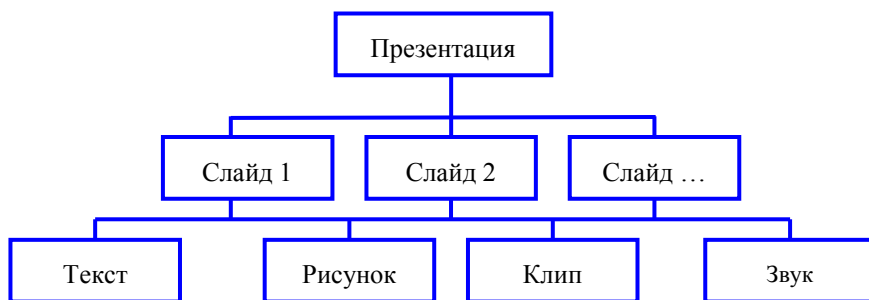 Презентация
Слайд 1
Слайд 2
Слайд …
Текст
Рисунок
Клип
Звук